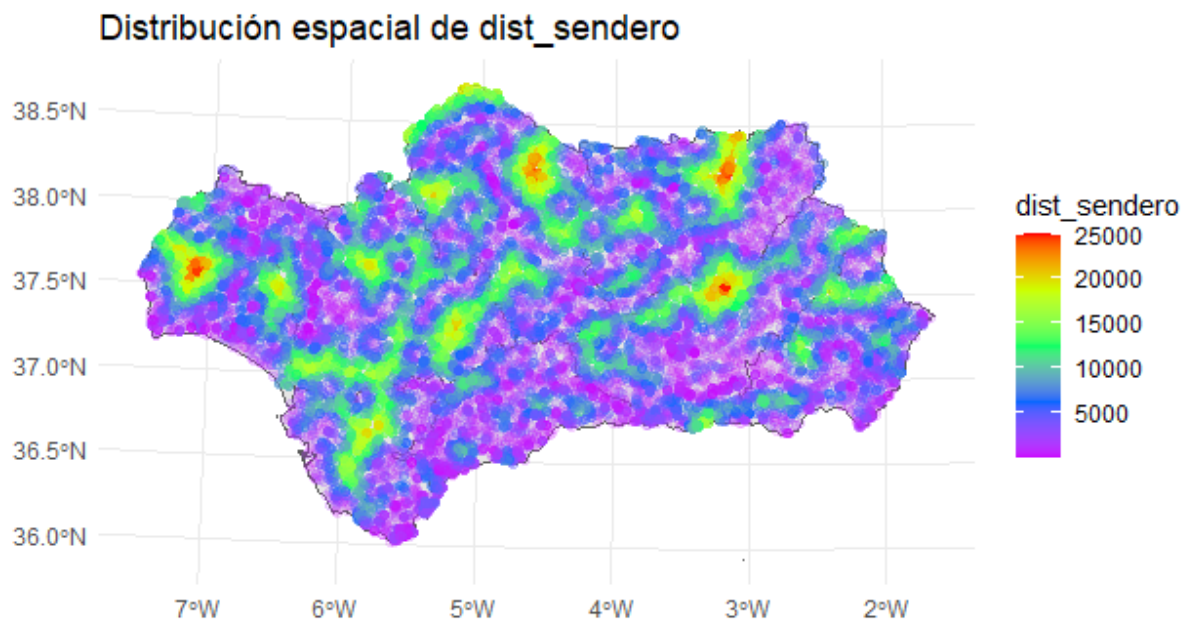 Distribución espacial de dist_sendero
38.5°N
38.0°N
37.5°N
37.0°N
36.5°N
36.0°N
7°W 6°W 5°W 4°W 3°W 2°W
dist_sendero
25000
20000
15000
10000
5000